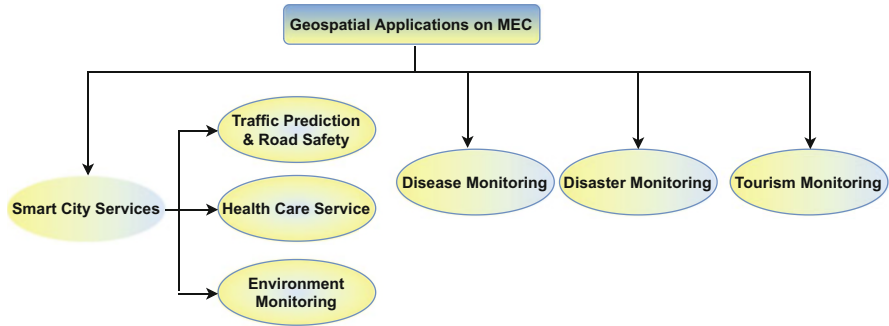 Geospatial Applications on MEC
Traffic Prediction
& Road Safety
Disease Monitoring
Disaster Monitoring
Tourism Monitoring
Smart City Services
Health Care Service
Environment
Monitoring